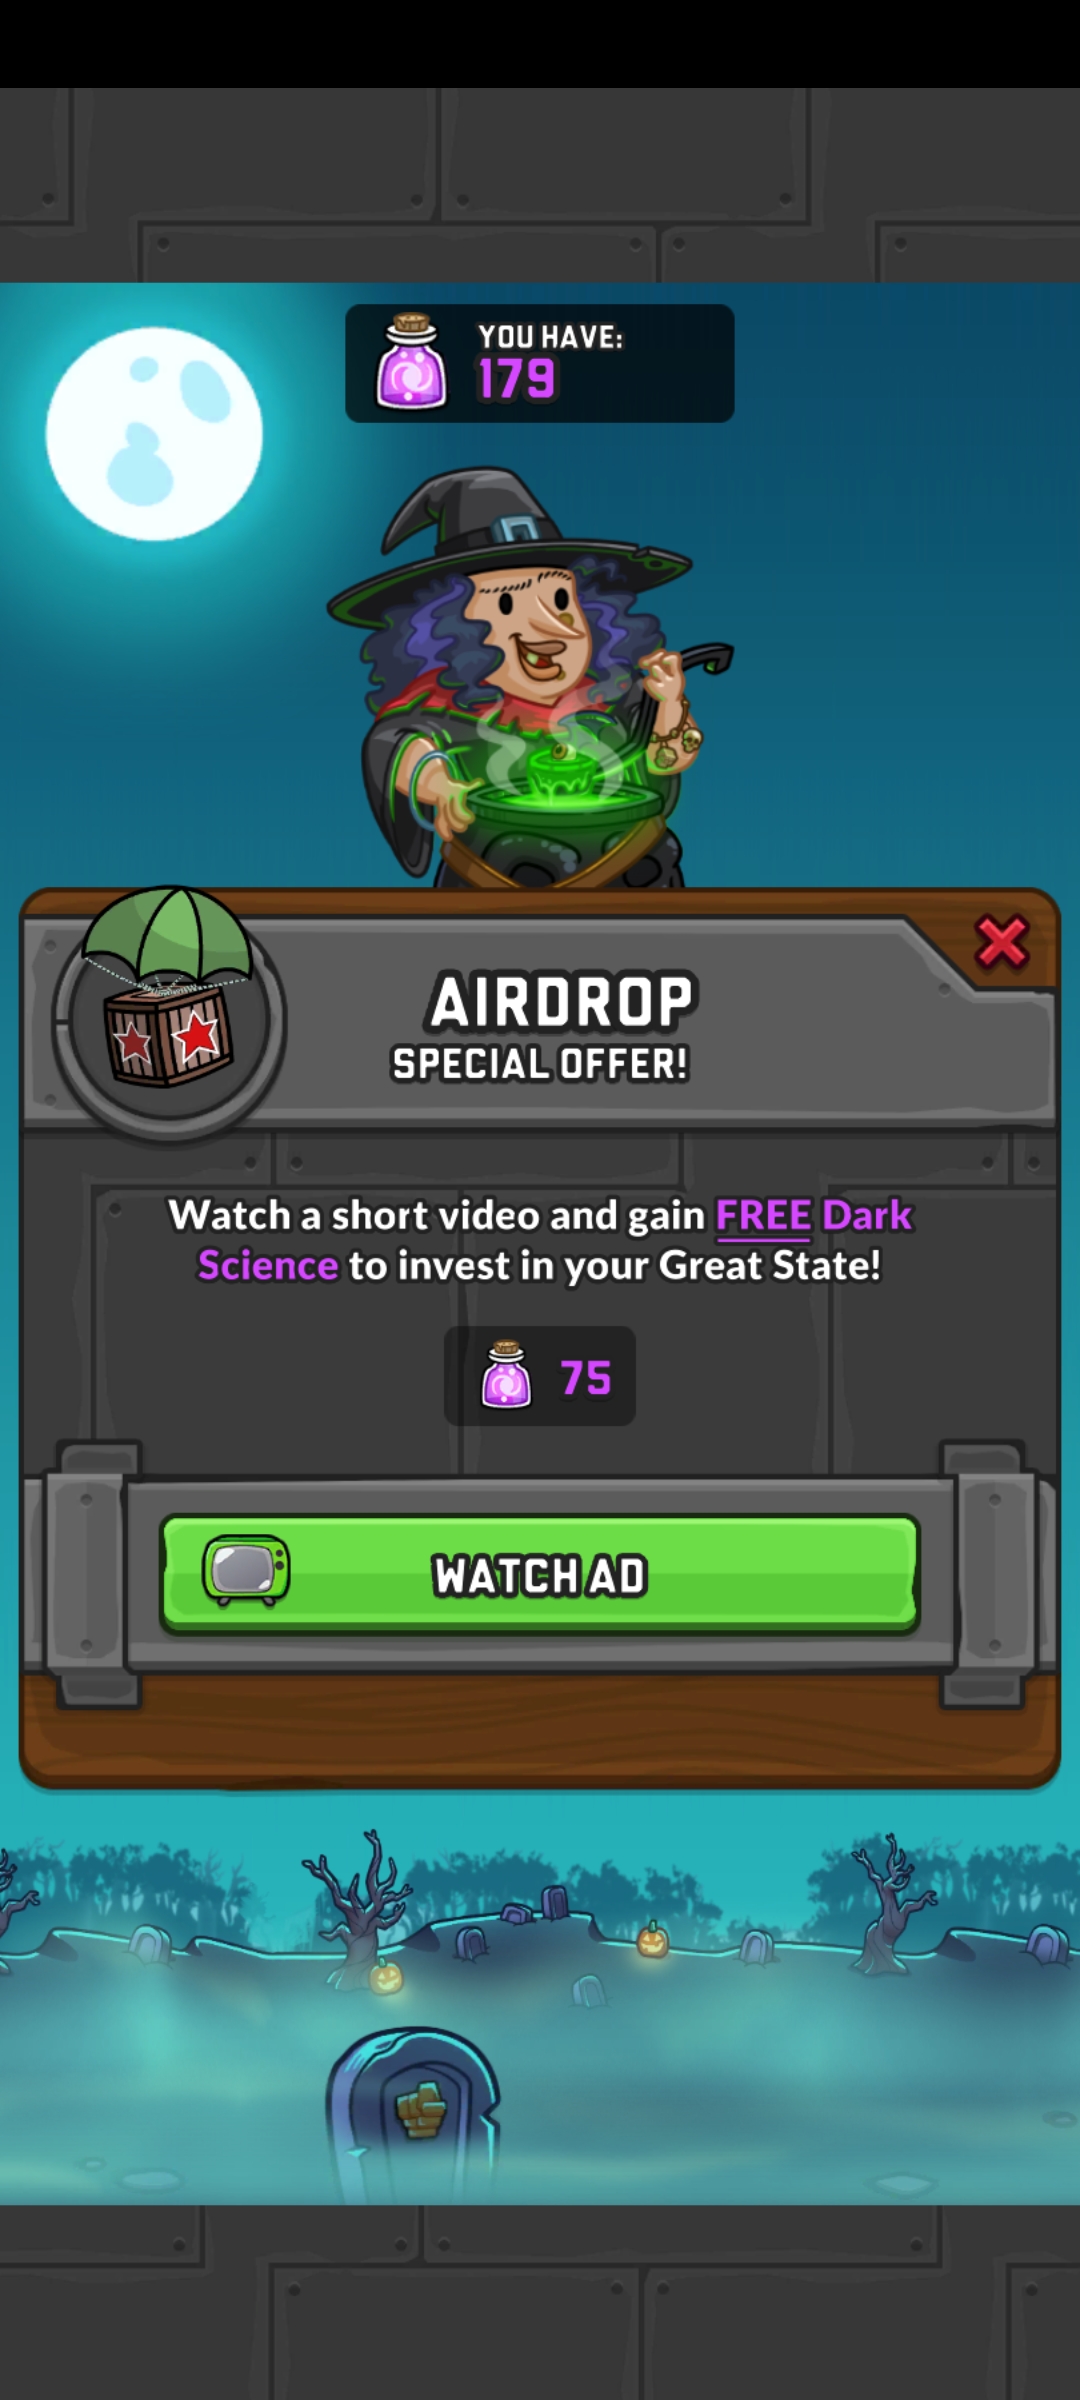 YOU HAVE:
179
AIRDROP
SPECIAL OFFER!
Watch a short video and gain FREE Dark
Science to invest in your Great State!
75
WATCH AD